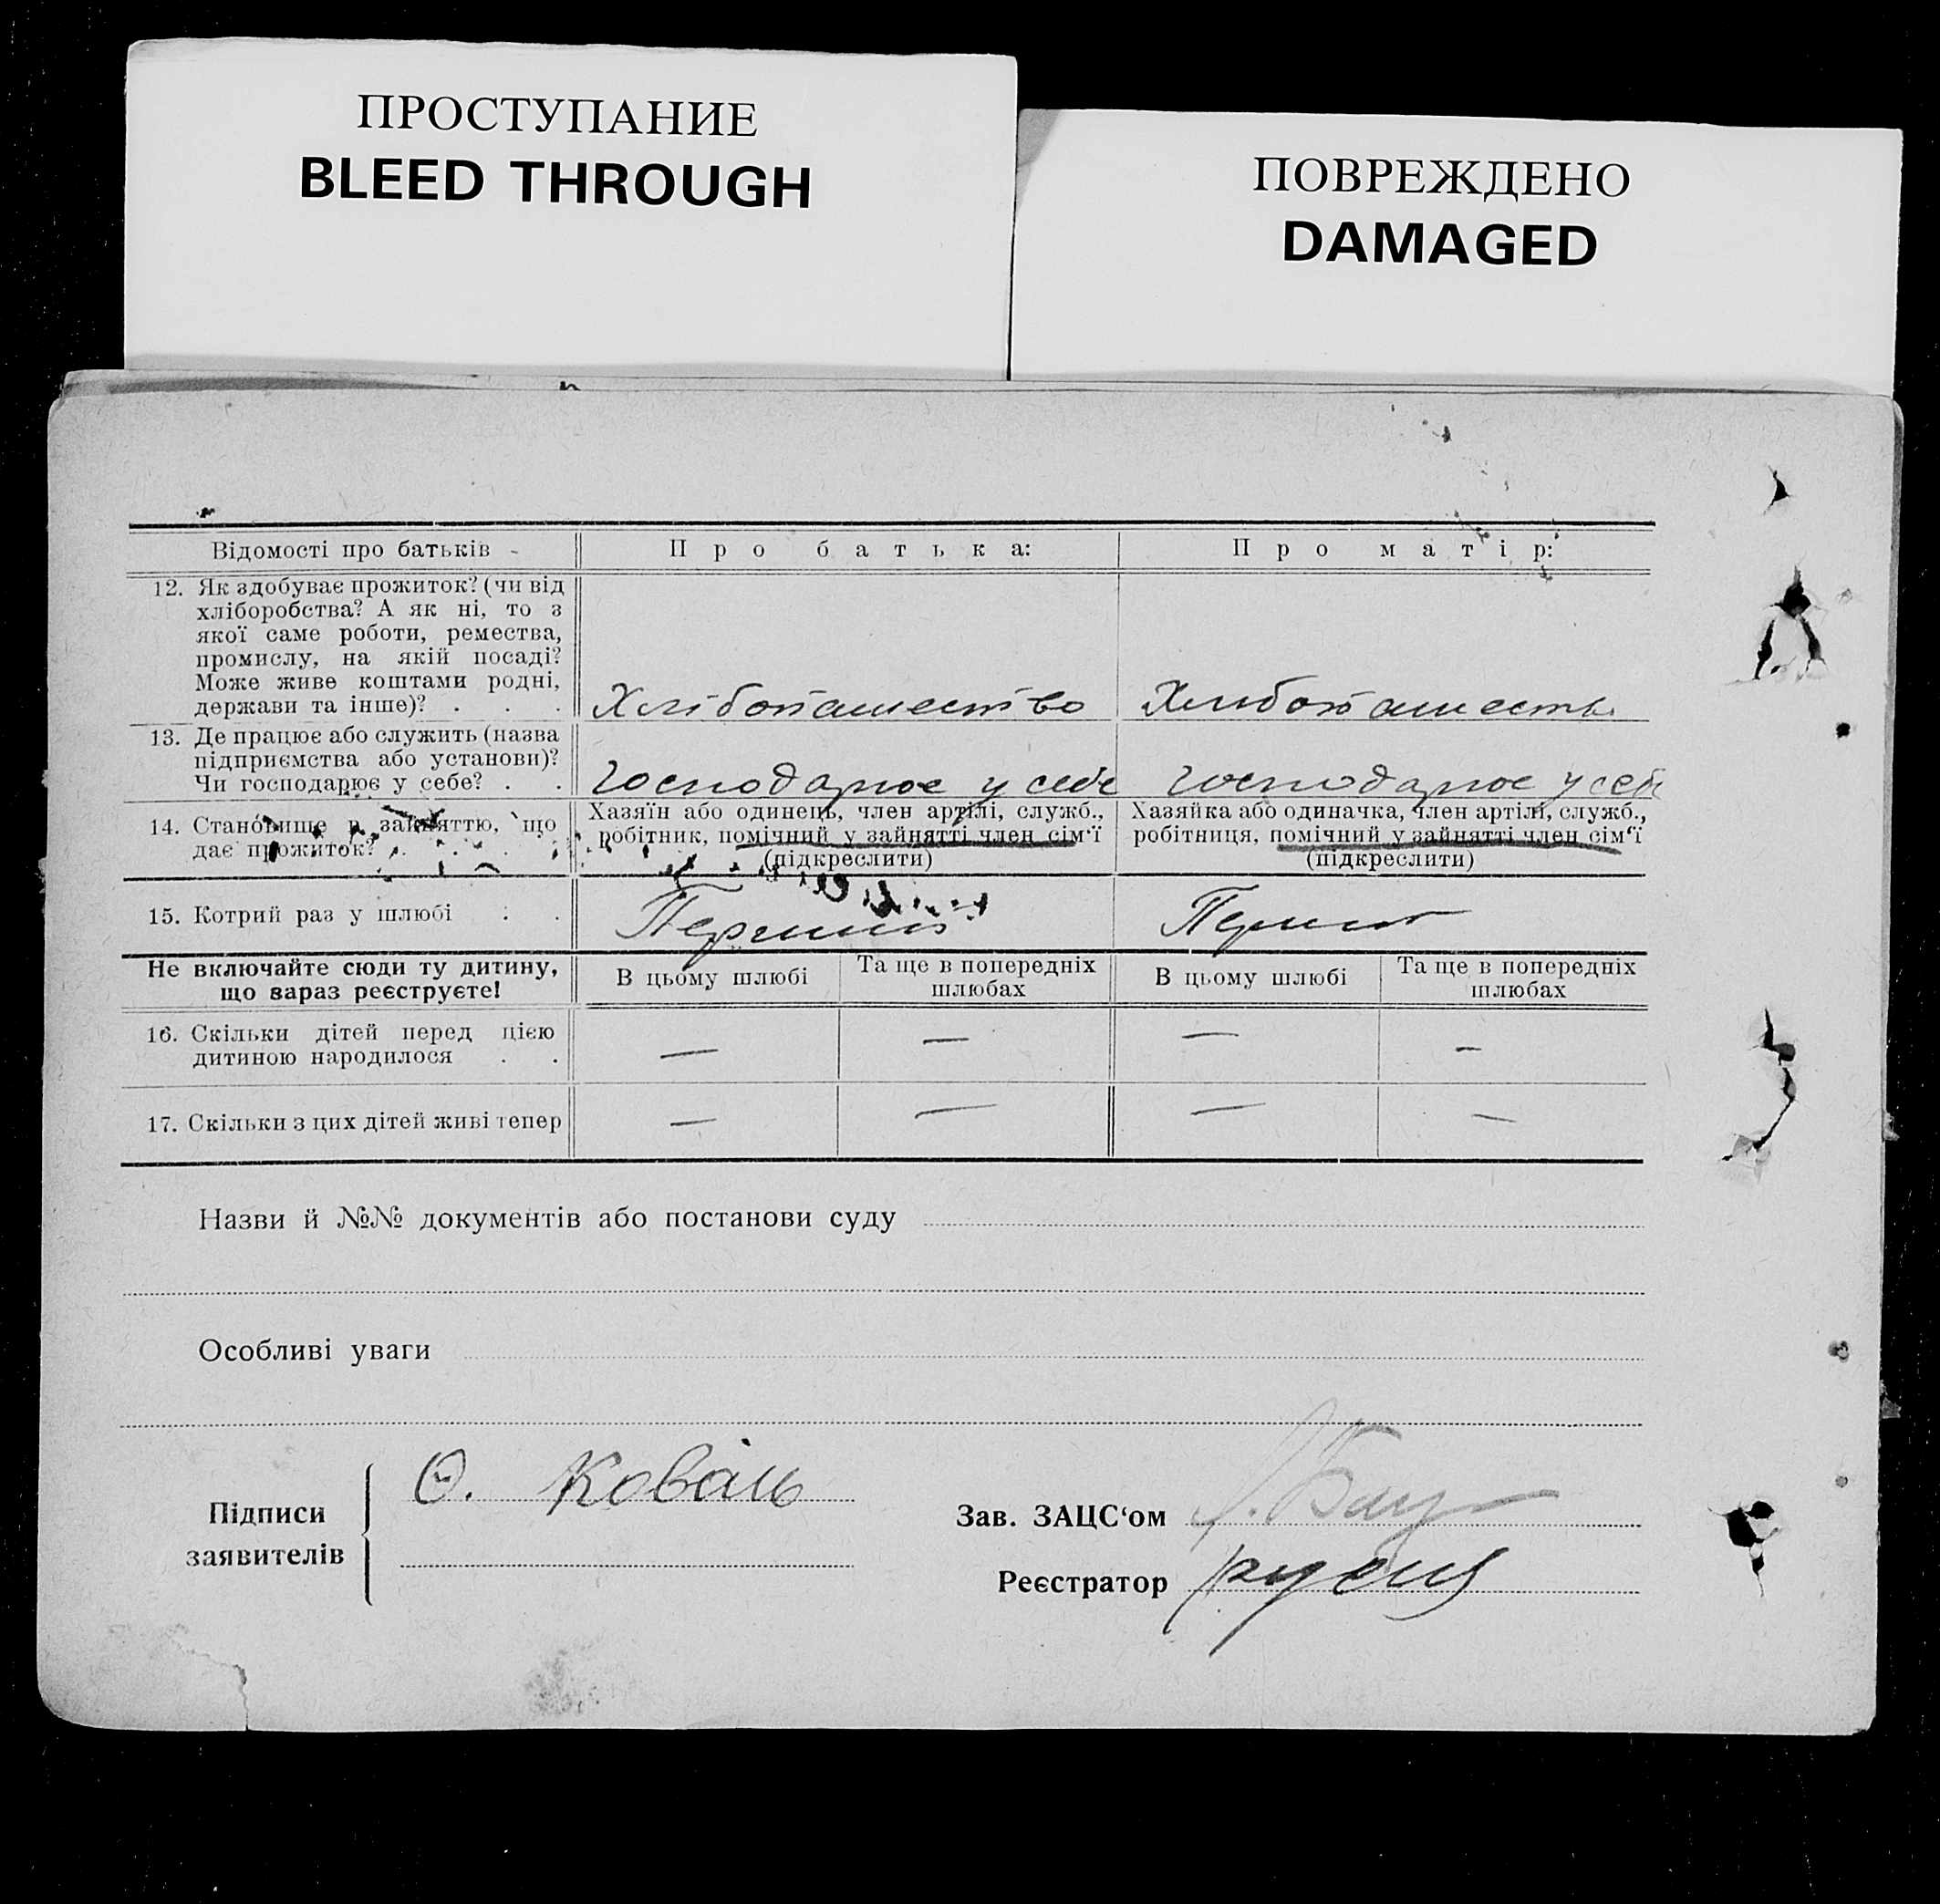 ПРОСТУПАНИЕ
BLEED THROUGH
ПОВРЕЖДЕНО
DAMAGED
Відомості про батьків
Про батька:
Про матір:
12. Як здобуває прожиток? (чи від
хліборобства? А як ні, то з
якої саме роботи, ремества,
промислу, на якій посаді?
Може живе коштами родні,
держави та інше)? . . .
Хлібопашество
Хлібопашество
13. Де працює або служить (назва
підприємства або установи)?
Чи господарює у себе? . .
Господарює у себе
Господарює у себе
14. Становище в зайняттю, що
дає прожиток? . . . .
Хазяїн або одинець, член артілі, служб.,
робітник, помічний у зайнятті член сім'ї
(підкреслити)
Хазяйка або одиначка, член артілі, служб.,
робітниця, помічний у зайнятті член сім'ї
(підкреслити)
15. Котрий раз у шлюбі . .
Перший
Перший
Не включайте сюди ту дитину,
що зараз реєструєте!
В цьому шлюбі
Та ще в попередніх
шлюбах
В цьому шлюбі
Та ще в попередніх
шлюбах
16. Скільки дітей перед цією
дитиною народилося . .
— — — —
17. Скільки з цих дітей живі тепер
— — — —
Назви й №№ документів або постанови суду
Особливі уваги
Підписи
заявителів
Ѳ. Коваль
Зав. ЗАЦС'ом
Реєстратор